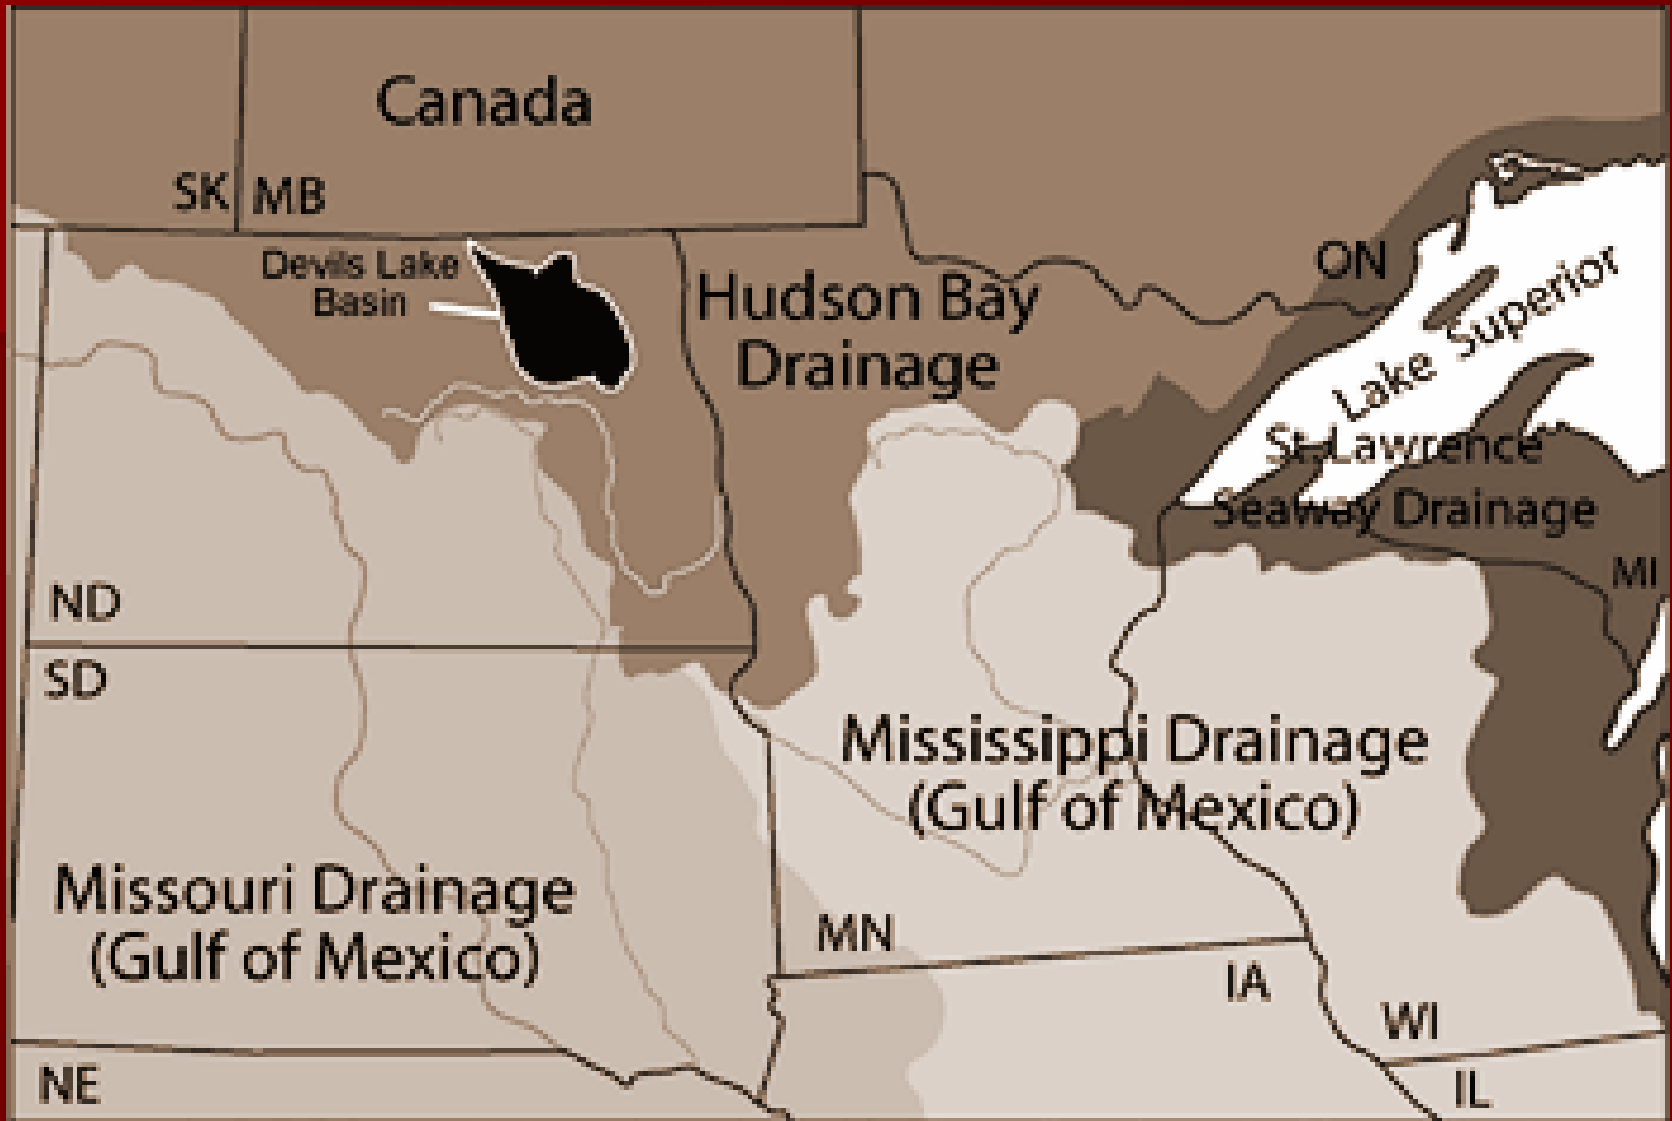 Canada
SK
MB
Devils Lake
Basin
Hudson Bay
Drainage
ON
Lake Superior
St. Lawrence
Seaway Drainage
MI
ND
SD
Mississippi Drainage
(Gulf of Mexico)
Missouri Drainage
(Gulf of Mexico)
MN
IA
WI
NE
IL